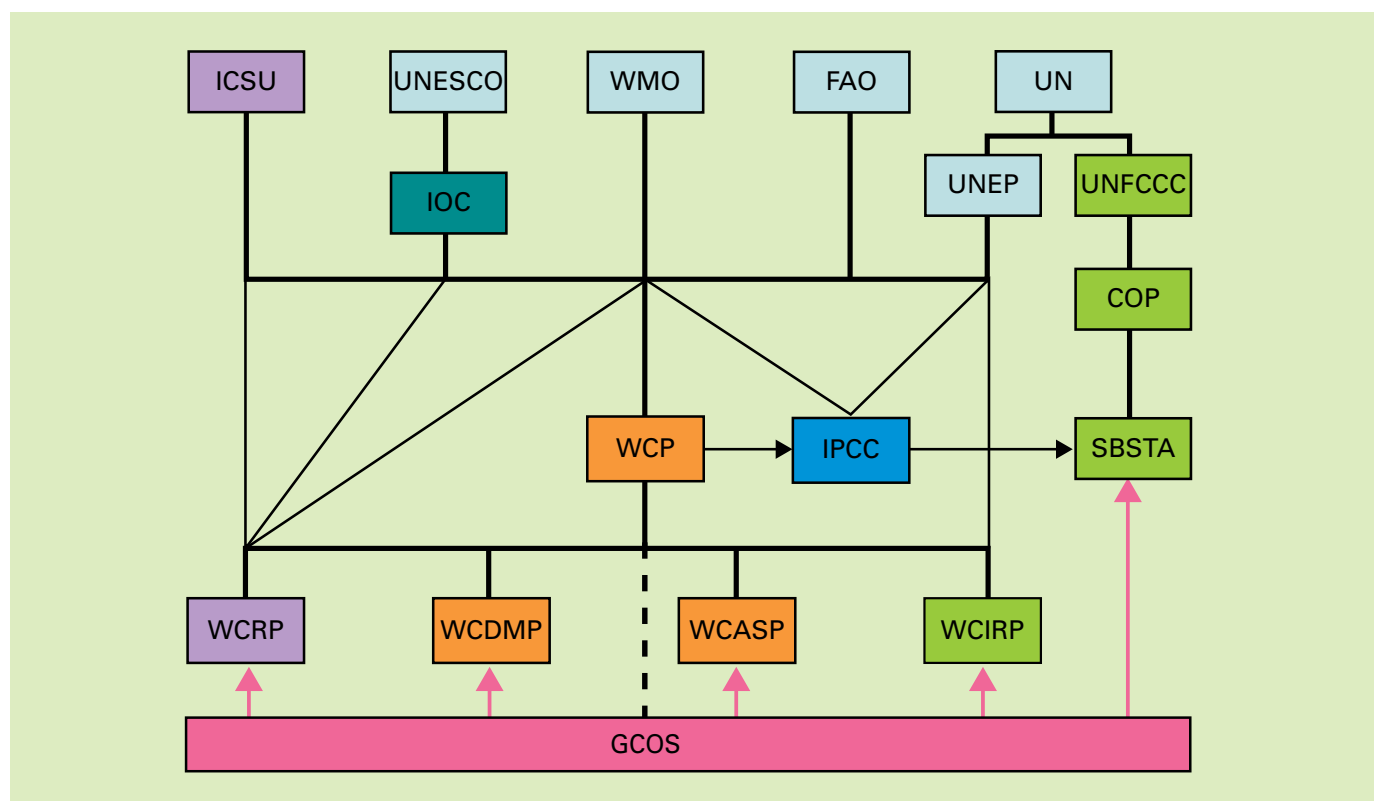 ICSU
UNESCO
WMO
FAO
UN
UNEP
UNFCCC
IOC
COP
WCP
IPCC
SBSTA
WCRP
WCDMP
WCASP
WCIRP
GCOS